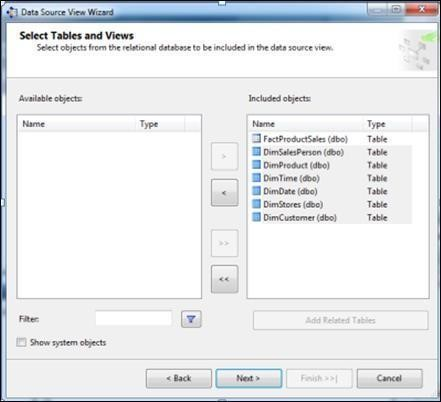 Data Source View Wizard
Select Tables and Views
Select objects from the relational database to be included in the data source view.
Available objects:
Name Type
>
<
>>
<<
Included objects:
Name Type
FactProductSales (dbo) Table
DimSalesPerson (dbo) Table
DimProduct (dbo) Table
DimTime (dbo) Table
DimDate (dbo) Table
DimStores (dbo) Table
DimCustomer (dbo) Table
Filter:
Add Related Tables
Show system objects
< Back Next > Finish >>| Cancel